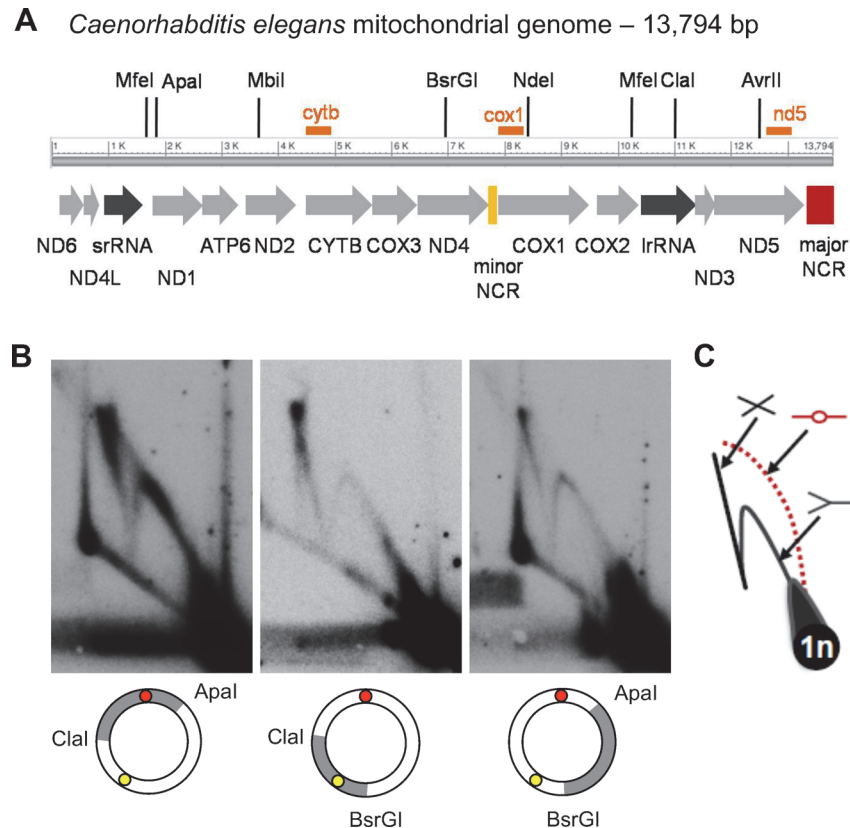 A Caenorhabditis elegans mitochondrial genome – 13,794 bp
MfeI ApaI MbiI BsrGI NdeI MfeI ClaI AvrII
cytb cox1 nd5
1 1 K 2 K 3 K 4 K 5 K 6 K 7 K 8 K 9 K 10 K 11 K 12 K 13,794
ND6 srRNA ATP6 ND2 CYTB COX3 ND4 COX1 COX2 lrRNA ND5 major
NCR
ND4L ND1 minor
NCR ND3
B C
1n
ApaI
ClaI
ClaI
BsrGI
ApaI
BsrGI